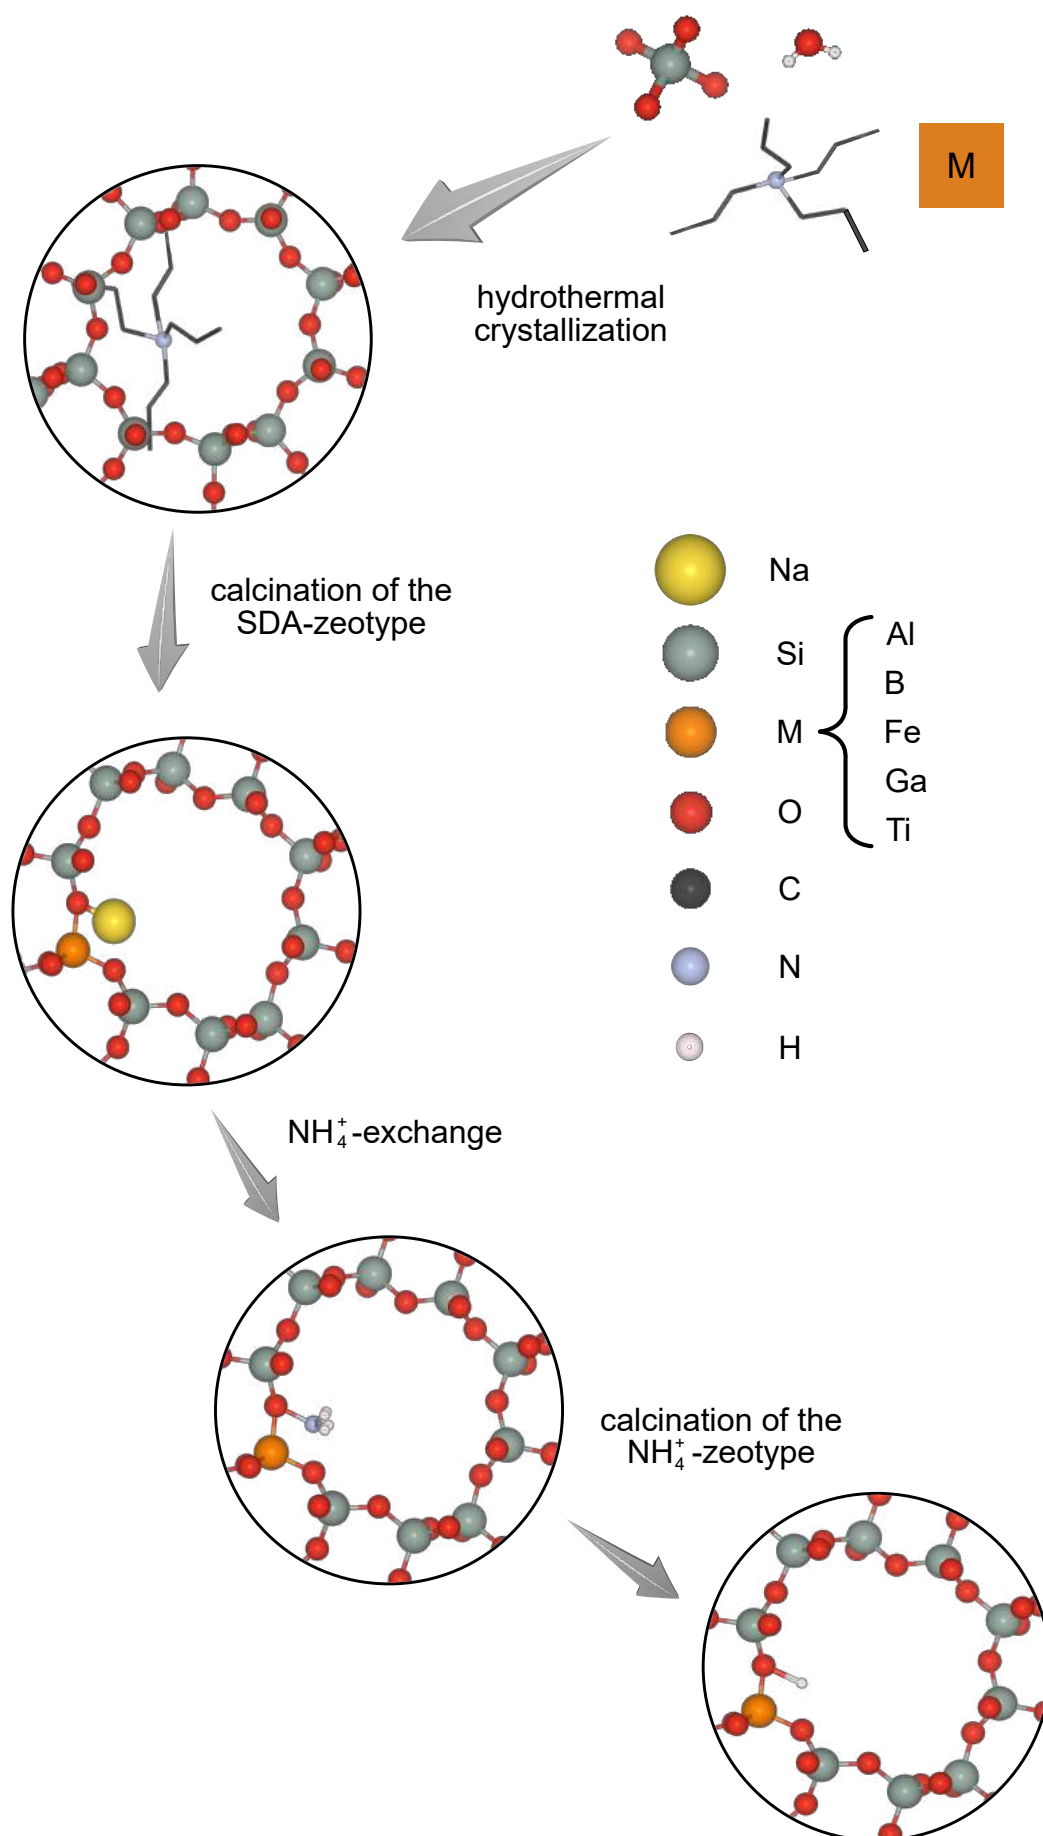 M
hydrothermal
crystallization
calcination of the
SDA-zeotype
Na
Si
M
O
C
N
H
Al
B
Fe
Ga
Ti
NH₄⁺-exchange
calcination of the
NH₄⁺-zeotype